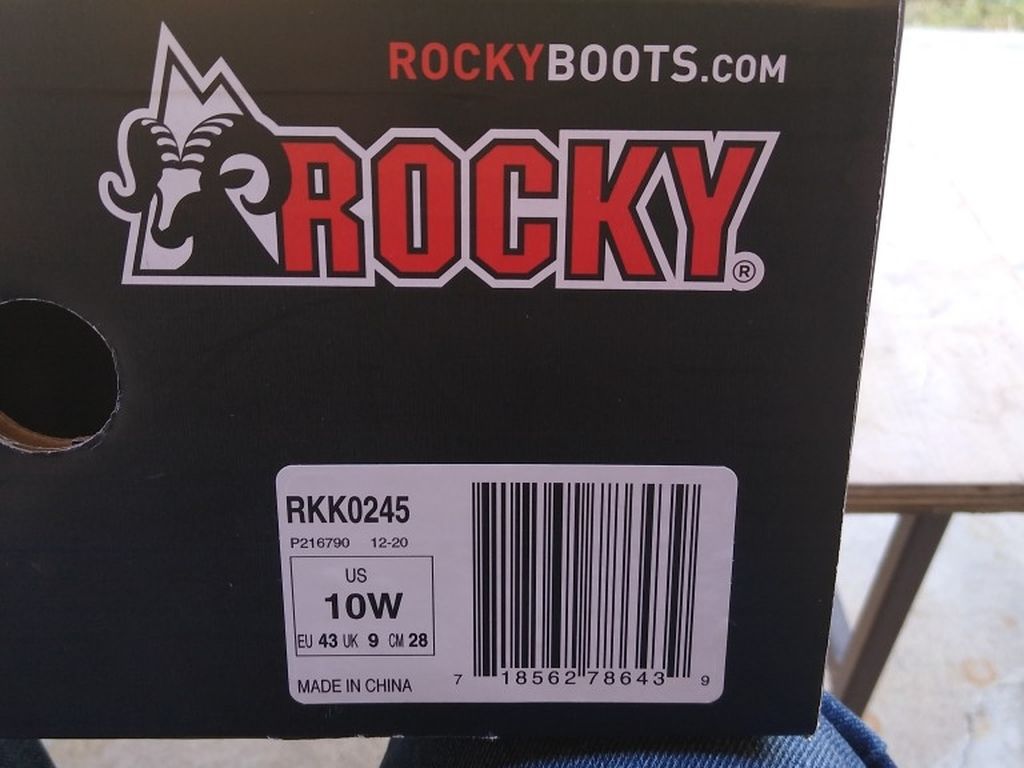 ROCKYBOOTS.COM
ROCKY®
RKK0245
P216790 12-20
US
10W
EU 43 UK 9 CM 28
MADE IN CHINA
7 18562 78643 9